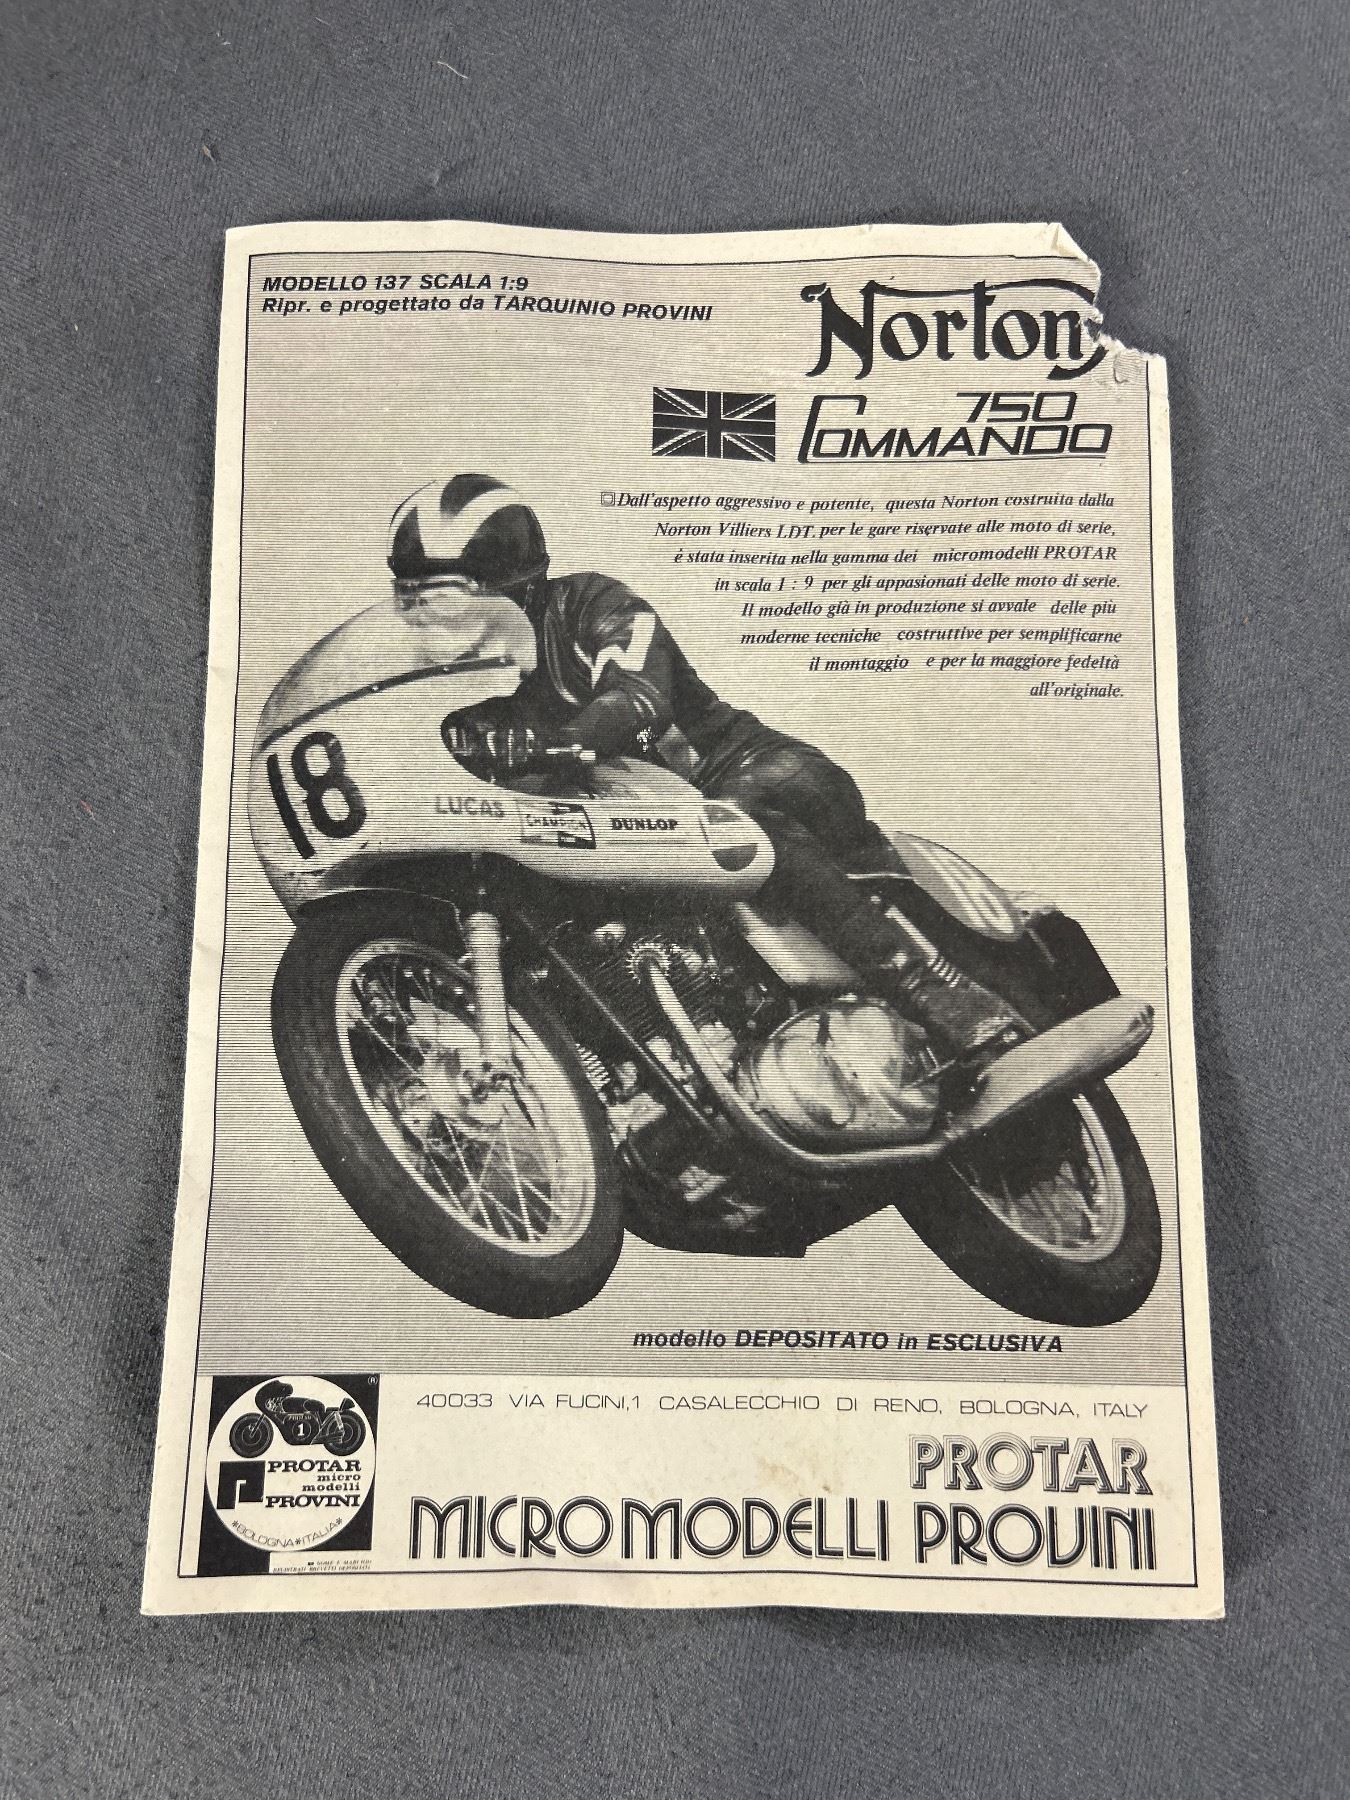 MODELLO 137 SCALA 1:9
Ripr. e progettato da TARQUINIO PROVINI
Norton
750
COMMANDO
Dall'aspetto aggressivo e potente, questa Norton costruita dalla
Norton Villiers LDT. per le gare riservate alle moto di serie,
è stata inserita nella gamma dei micromodelli PROTAR
in scala 1 : 9 per gli appasionati delle moto di serie.
Il modello già in produzione si avvale delle più
moderne tecniche costruttive per semplificarne
il montaggio e per la maggiore fedeltà
all'originale.
18
LUCAS CHAMPION DUNLOP
modello DEPOSITATO in ESCLUSIVA
40033 VIA FUCINI,1 CASALECCHIO DI RENO, BOLOGNA, ITALY
PROTAR
MICROMODELLI PROVINI
®
1
PROTAR
micro
modelli
PROVINI
*BOLOGNA*ITALIA*